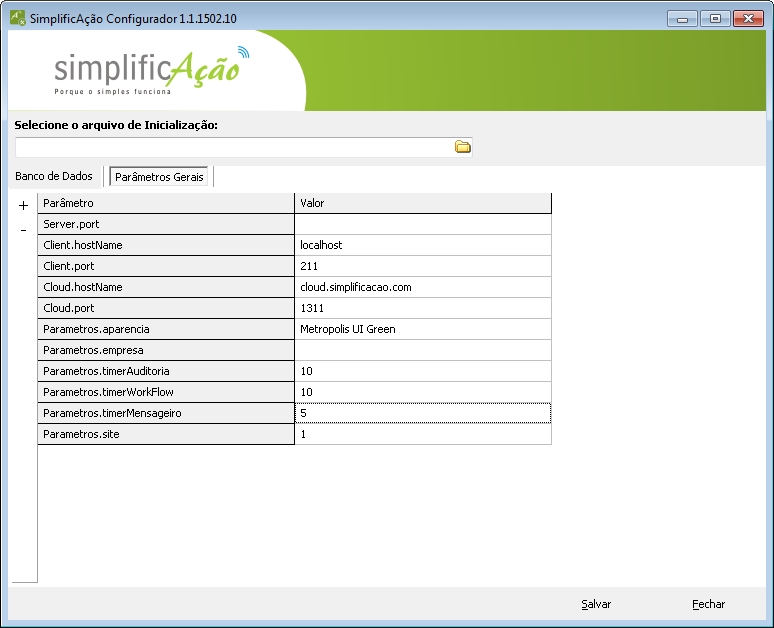 SimplificAção Configurador 1.1.1502.10
simplificAção
Porque o simples funciona
Selecione o arquivo de Inicialização:
Banco de Dados Parâmetros Gerais
+ Parâmetro Valor
- Server.port
Client.hostName localhost
Client.port 211
Cloud.hostName cloud.simplificacao.com
Cloud.port 1311
Parametros.aparencia Metropolis UI Green
Parametros.empresa
Parametros.timerAuditoria 10
Parametros.timerWorkFlow 10
Parametros.timerMensageiro 5
Parametros.site 1
Salvar Fechar